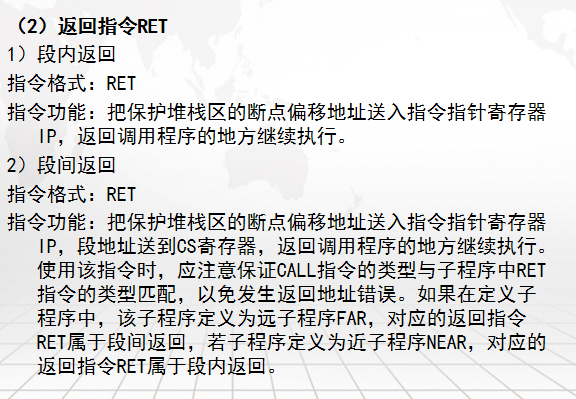 （2）返回指令RET
1）段内返回
指令格式：RET
指令功能：把保护堆栈区的断点偏移地址送入指令指针寄存器
IP，返回调用程序的地方继续执行。
2）段间返回
指令格式：RET
指令功能：把保护堆栈区的断点偏移地址送入指令指针寄存器
IP，段地址送到CS寄存器，返回调用程序的地方继续执行。
使用该指令时，应注意保证CALL指令的类型与子程序中RET
指令的类型匹配，以免发生返回地址错误。如果在定义子
程序中，该子程序定义为远子程序FAR，对应的返回指令
RET属于段间返回，若子程序定义为近子程序NEAR，对应的
返回指令RET属于段内返回。